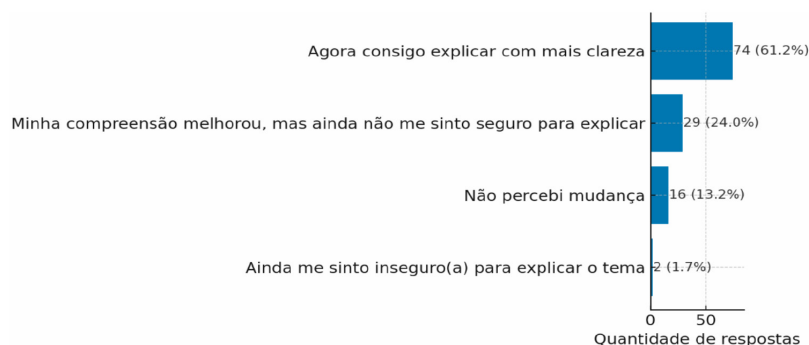 Agora consigo explicar com mais clareza 74 (61.2%)
Minha compreensão melhorou, mas ainda não me sinto seguro para explicar 29 (24.0%)
Não percebi mudança 16 (13.2%)
Ainda me sinto inseguro(a) para explicar o tema 2 (1.7%)
0 50
Quantidade de respostas